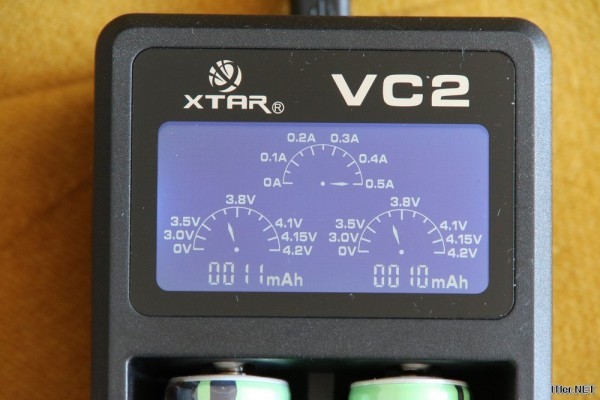 XTAR® VC2
0.2A 0.3A
0.1A 0.4A
0A 0.5A
3.8V 3.8V
3.5V 4.1V 3.5V 4.1V
3.0V 4.15V 3.0V 4.15V
0V 4.2V 0V 4.2V
0011mAh 0010mAh